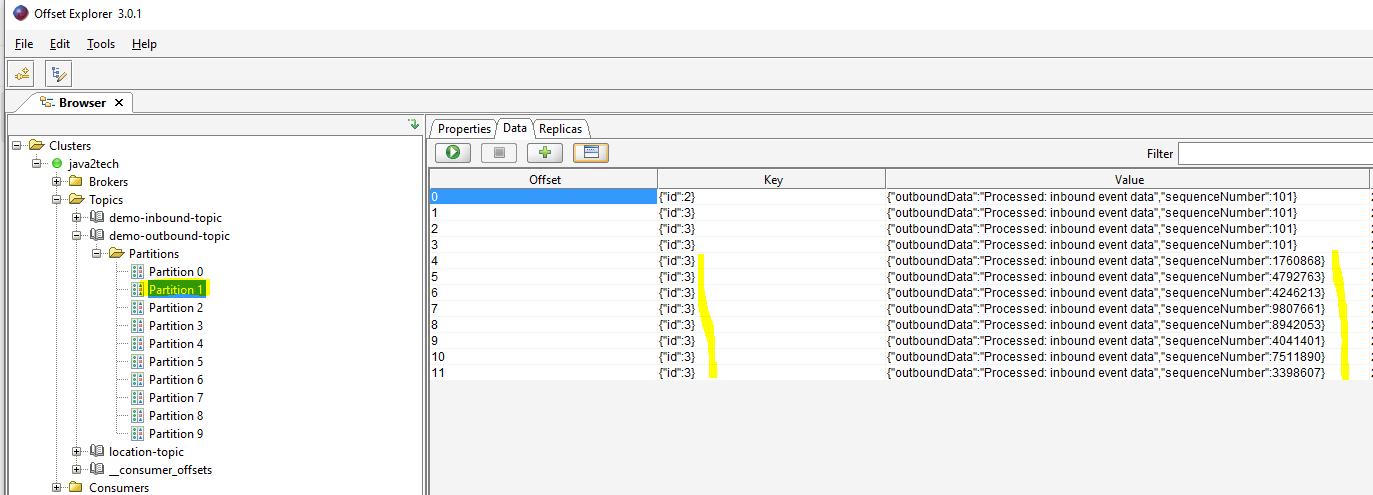 Offset Explorer 3.0.1
File Edit Tools Help
Browser
Clusters
java2tech
Brokers
Topics
demo-inbound-topic
demo-outbound-topic
Partitions
Partition 0
Partition 1
Partition 2
Partition 3
Partition 4
Partition 5
Partition 6
Partition 7
Partition 8
Partition 9
location-topic
__consumer_offsets
Consumers
Properties Data Replicas
Filter
Offset Key Value
0 {"id":2} {"outboundData":"Processed: inbound event data","sequenceNumber":101}
1 {"id":3} {"outboundData":"Processed: inbound event data","sequenceNumber":101}
2 {"id":3} {"outboundData":"Processed: inbound event data","sequenceNumber":101}
3 {"id":3} {"outboundData":"Processed: inbound event data","sequenceNumber":101}
4 {"id":3} {"outboundData":"Processed: inbound event data","sequenceNumber":1760868}
5 {"id":3} {"outboundData":"Processed: inbound event data","sequenceNumber":4792763}
6 {"id":3} {"outboundData":"Processed: inbound event data","sequenceNumber":4246213}
7 {"id":3} {"outboundData":"Processed: inbound event data","sequenceNumber":9807661}
8 {"id":3} {"outboundData":"Processed: inbound event data","sequenceNumber":8942053}
9 {"id":3} {"outboundData":"Processed: inbound event data","sequenceNumber":4041401}
10 {"id":3} {"outboundData":"Processed: inbound event data","sequenceNumber":7511890}
11 {"id":3} {"outboundData":"Processed: inbound event data","sequenceNumber":3398607}